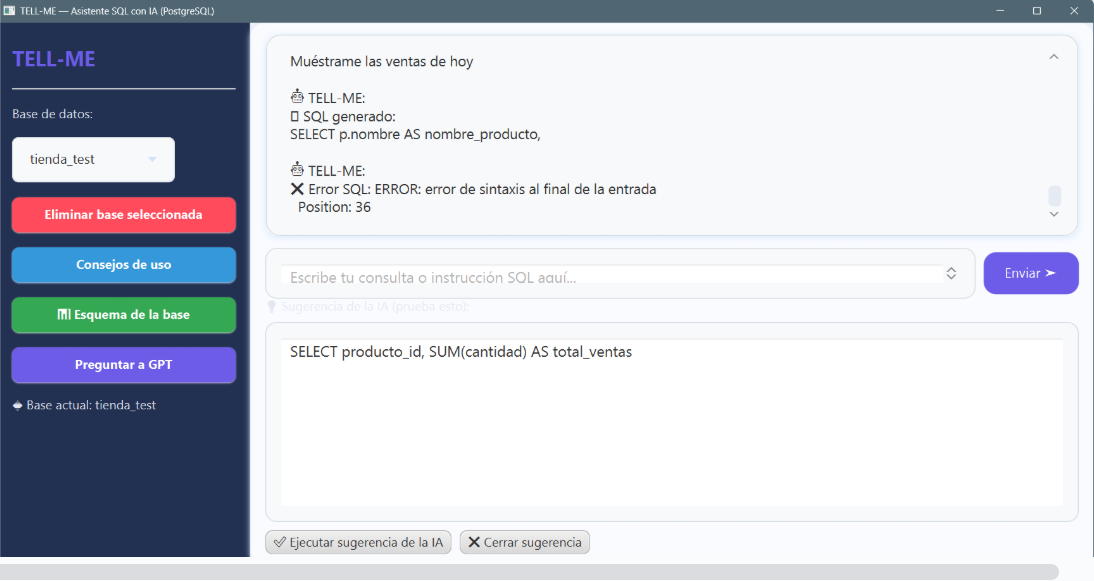 TELL-ME — Asistente SQL con IA (PostgreSQL)
TELL-ME
Base de datos:
tienda_test
Eliminar base seleccionada
Consejos de uso
Esquema de la base
Preguntar a GPT
Base actual: tienda_test
Muéstrame las ventas de hoy
TELL-ME:
SQL generado:
SELECT p.nombre AS nombre_producto,
TELL-ME:
❌ Error SQL: ERROR: error de sintaxis al final de la entrada
Position: 36
Escribe tu consulta o instrucción SQL aquí...
Enviar ➤
Sugerencia de la IA (prueba esto):
SELECT producto_id, SUM(cantidad) AS total_ventas
Ejecutar sugerencia de la IA
Cerrar sugerencia